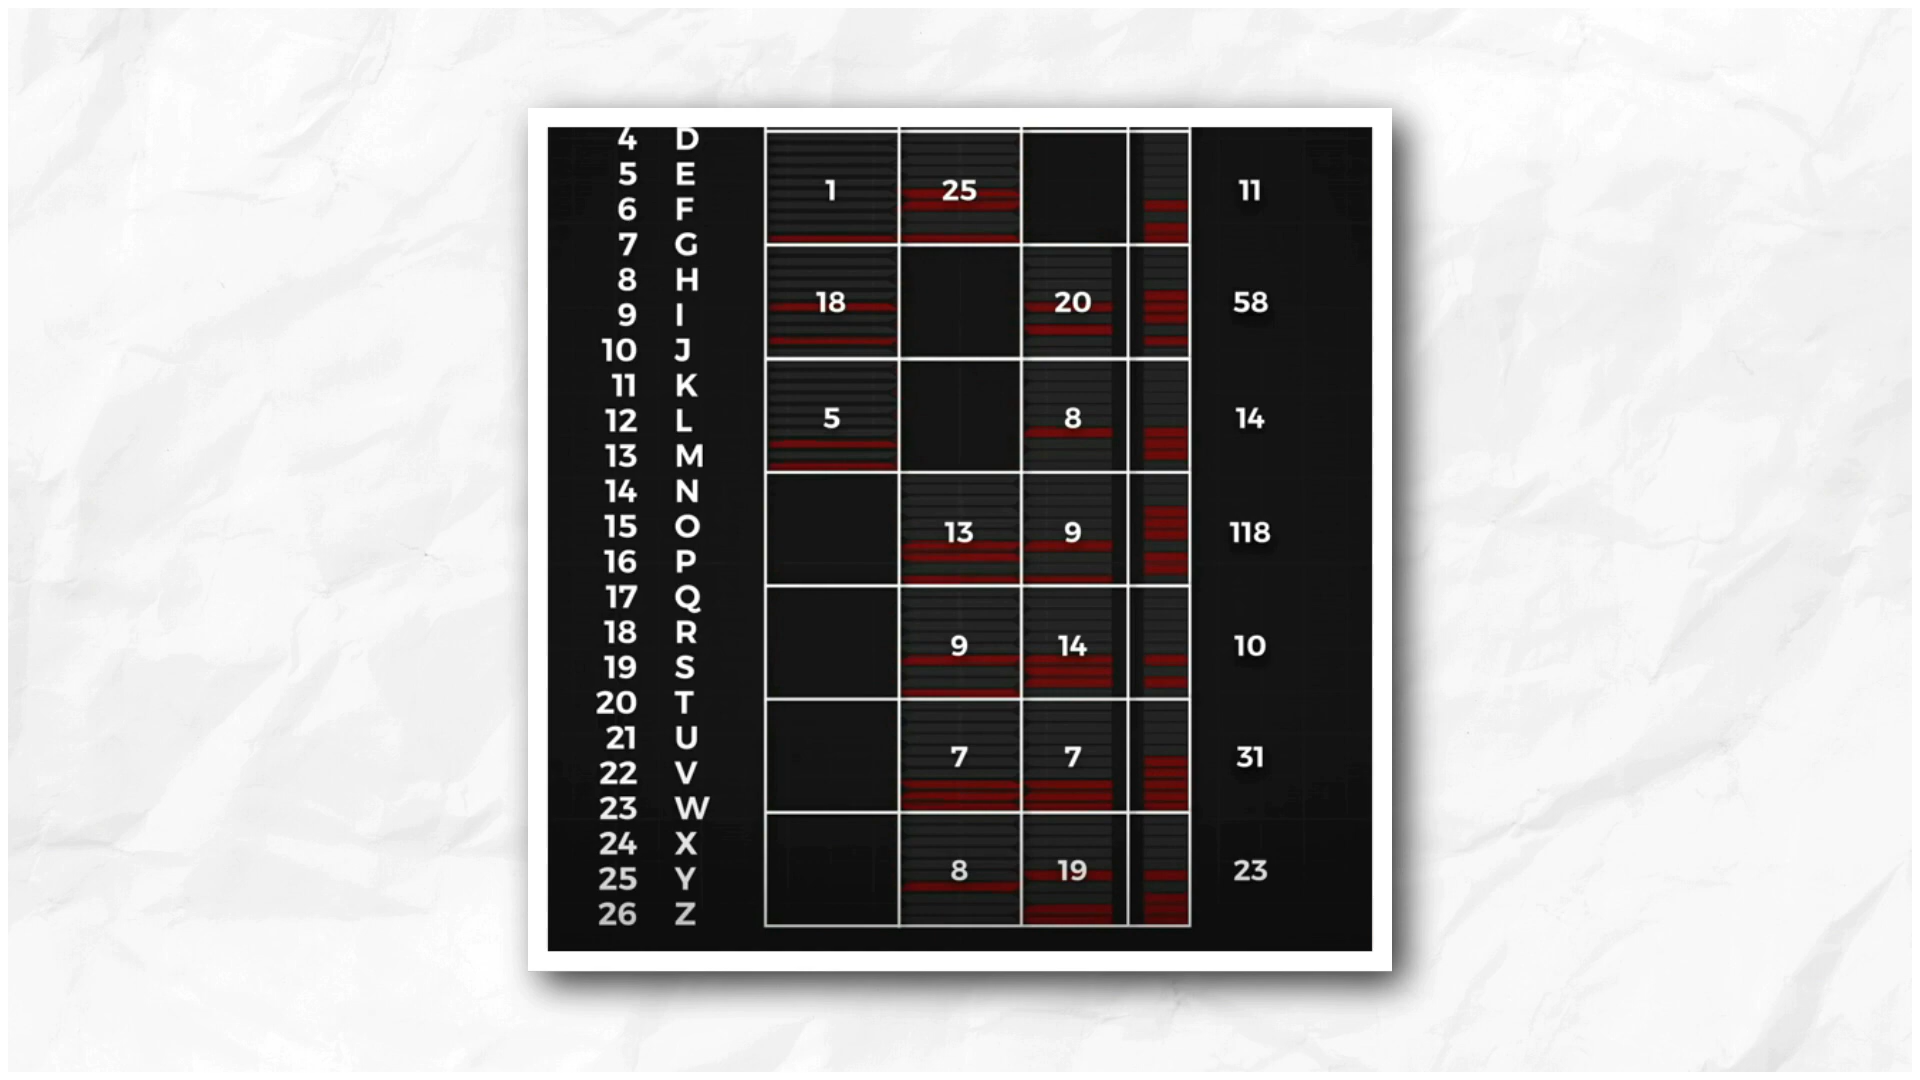 4 D
5 E
1 25 11
6 F
7 G
8 H
18 20 58
9 I
10 J
11 K
5 8 14
12 L
13 M
14 N
15 O
13 9 118
16 P
17 Q
18 R
9 14 10
19 S
20 T
21 U
7 7 31
22 V
23 W
24 X
8 19 23
25 Y
26 Z